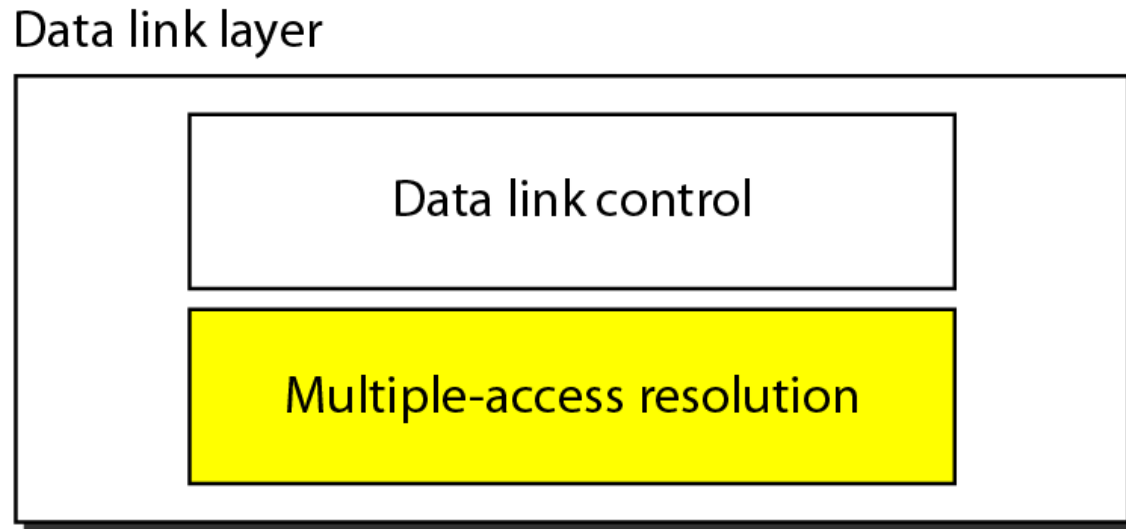 Data link layer
Data link control
Multiple-access resolution